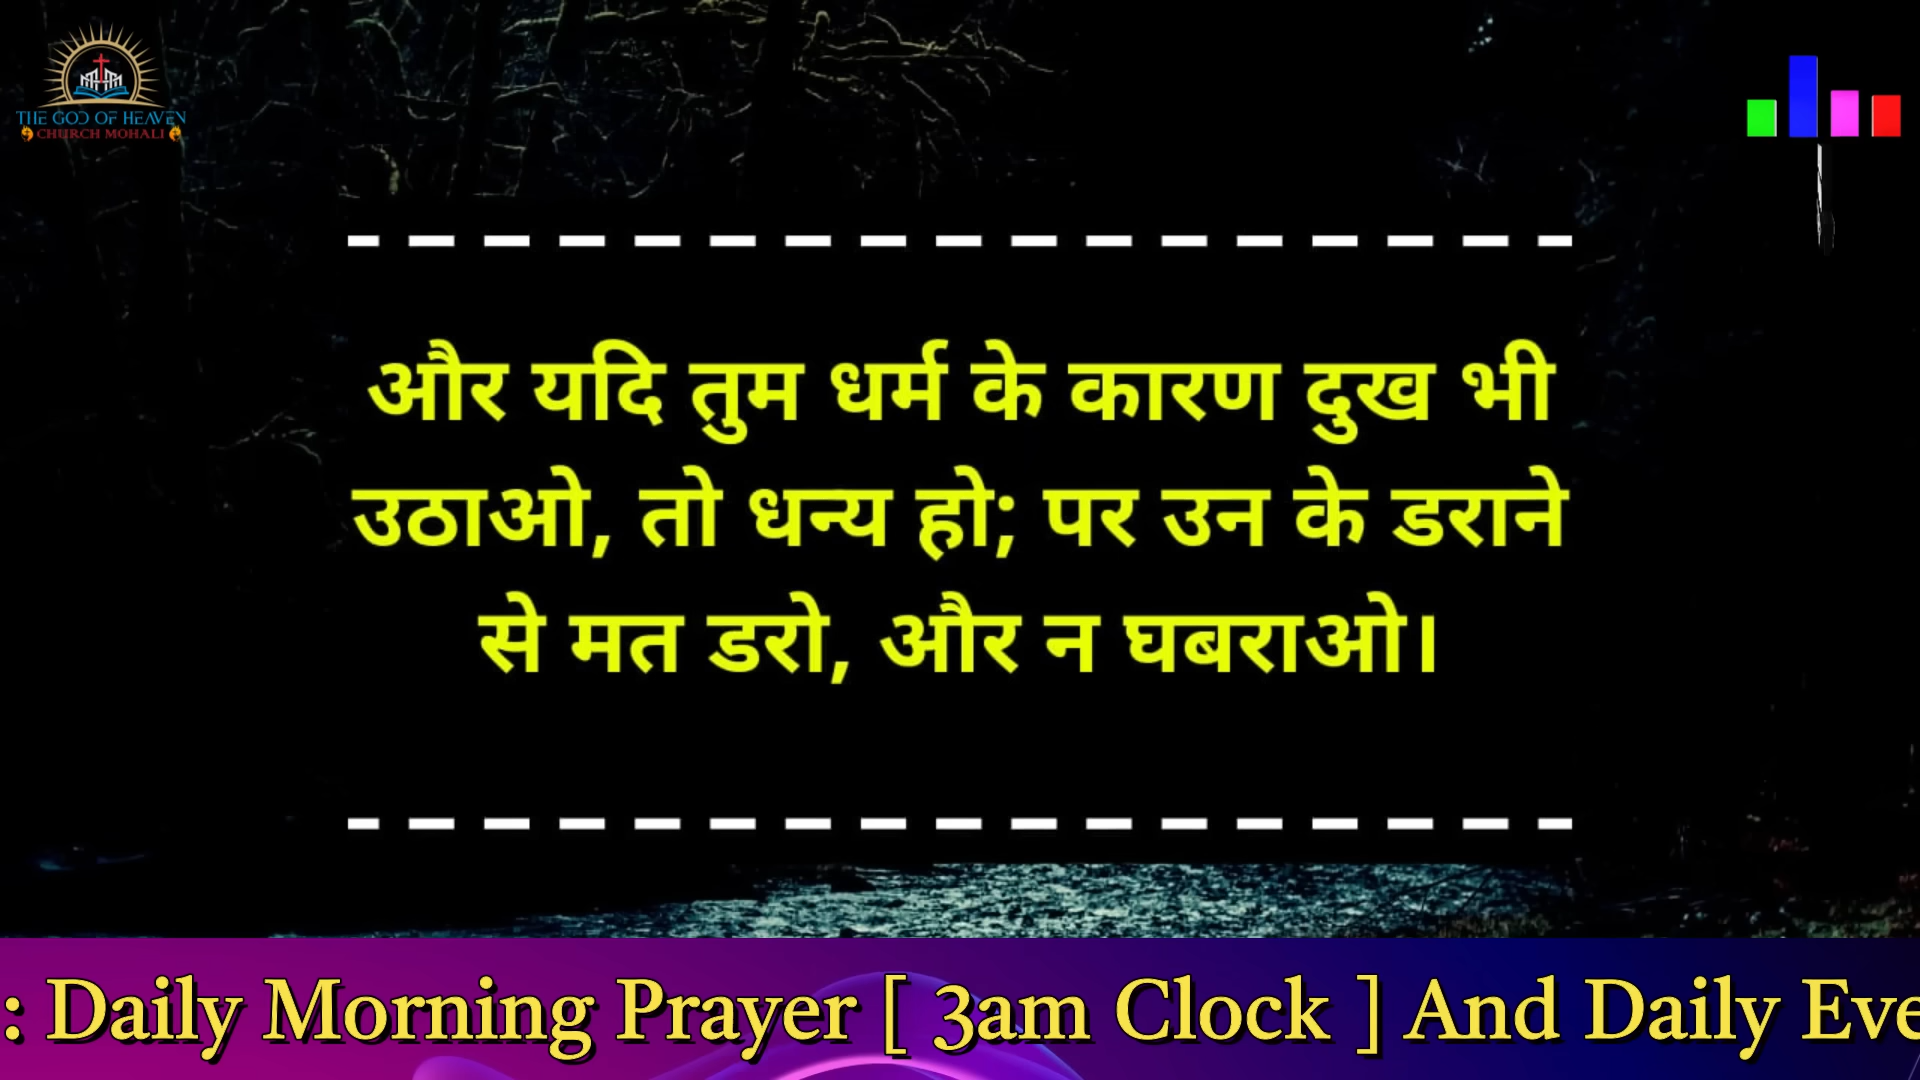 THE GOD OF HEAVEN
CHURCH MOHALI
और यदि तुम धर्म के कारण दुख भी
उठाओ, तो धन्य हो; पर उन के डराने
से मत डरो, और न घबराओ।
: Daily Morning Prayer [ 3am Clock ] And Daily Eve